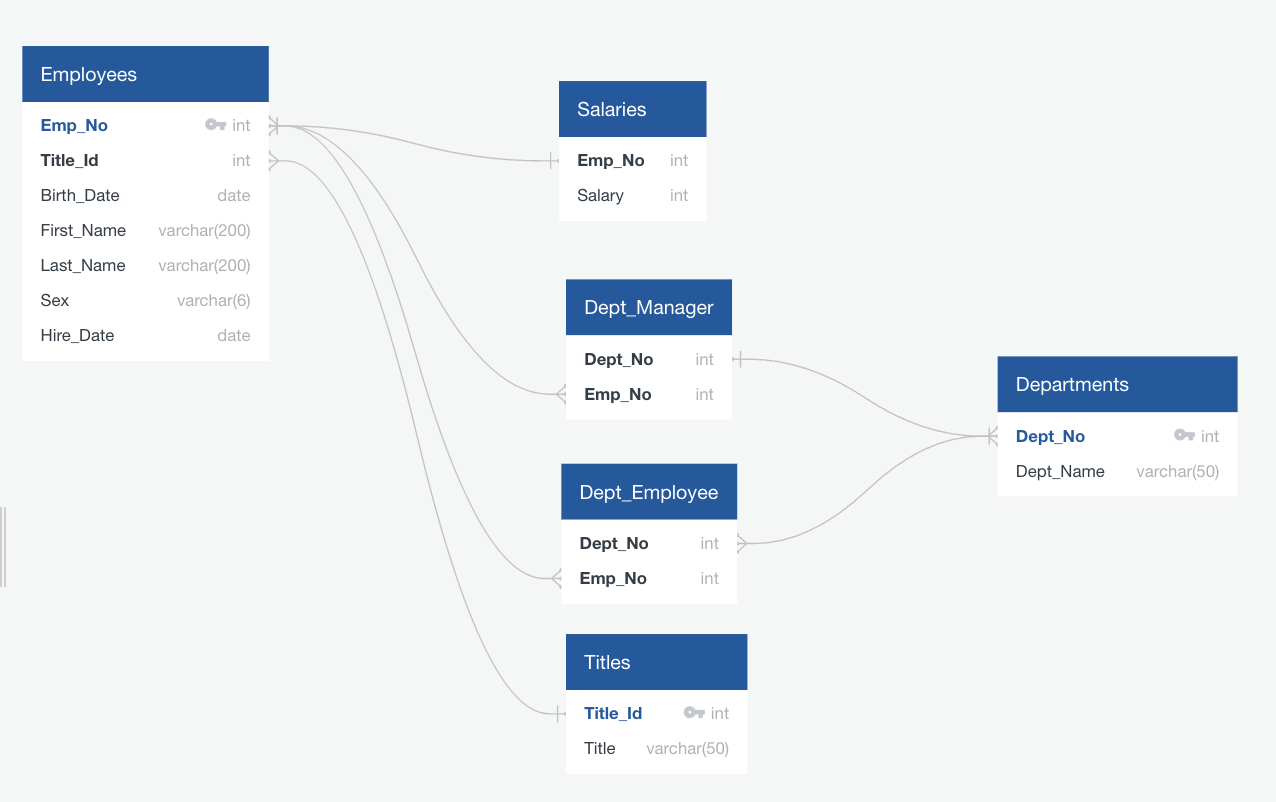 Employees
Emp_No int
Title_Id int
Birth_Date date
First_Name varchar(200)
Last_Name varchar(200)
Sex varchar(6)
Hire_Date date
Salaries
Emp_No int
Salary int
Dept_Manager
Dept_No int
Emp_No int
Dept_Employee
Dept_No int
Emp_No int
Titles
Title_Id int
Title varchar(50)
Departments
Dept_No int
Dept_Name varchar(50)